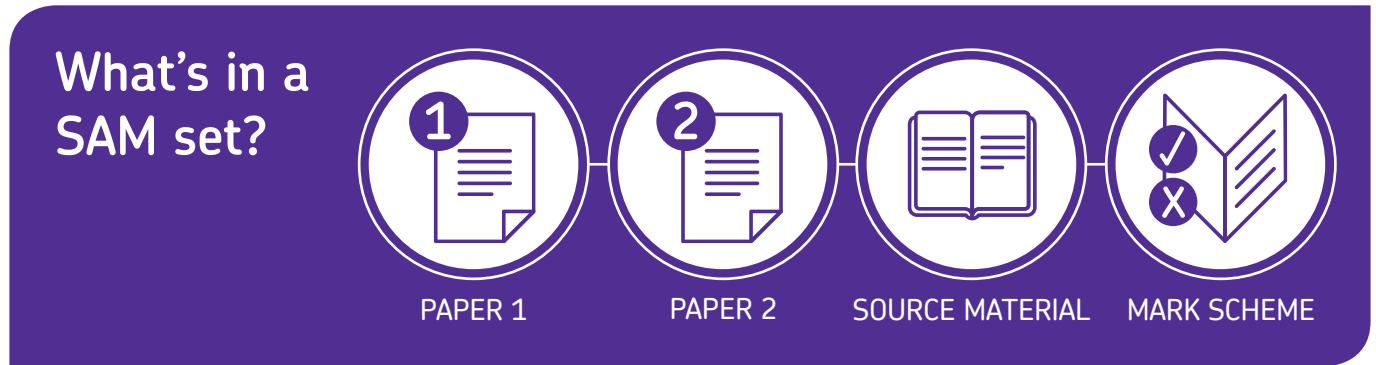 What's in a
SAM set?
1
2
PAPER 1
PAPER 2
SOURCE MATERIAL
MARK SCHEME